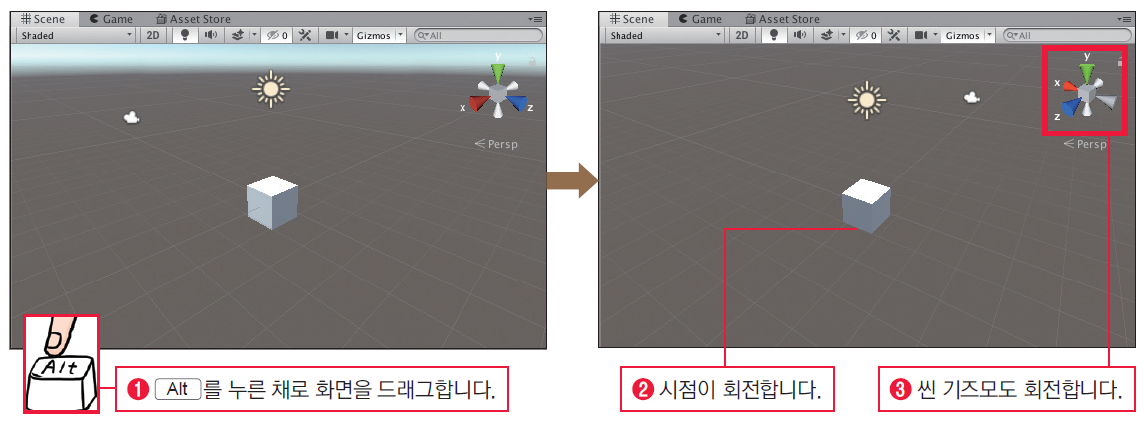 Scene Game Asset Store
Shaded 2D 0 Gizmos All
y
x z
Persp
Alt
❶ Alt 를 누른 채로 화면을 드래그합니다.
Scene Game Asset Store
Shaded 2D 0 Gizmos All
y
x
z
Persp
❷ 시점이 회전합니다.
❸ 씬 기즈모도 회전합니다.